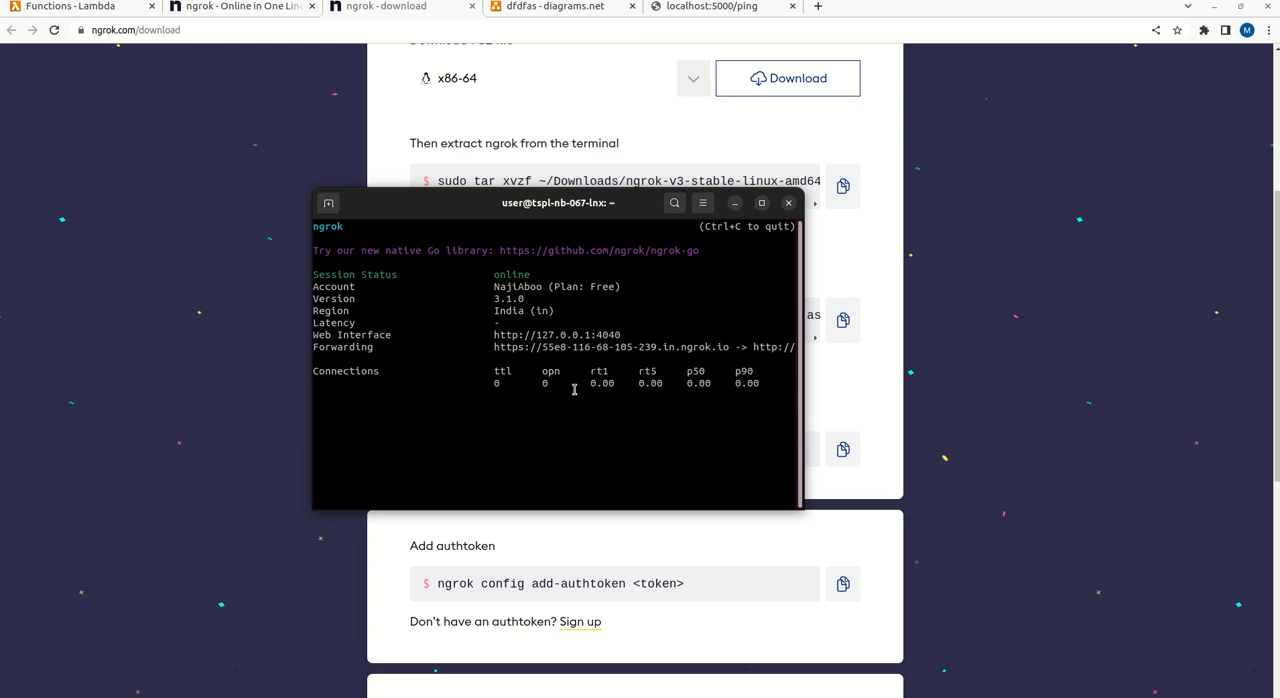 Functions - Lambda
ngrok - Online in One Lin
ngrok - download
dfdfas - diagrams.net
localhost:5000/ping
ngrok.com/download
M
x86-64
Download
Then extract ngrok from the terminal
$ sudo tar xvzf ~/Downloads/ngrok-v3-stable-linux-amd64
user@tspl-nb-067-lnx: ~
ngrok (Ctrl+C to quit)
Try our new native Go library: https://github.com/ngrok/ngrok-go
Session Status online
Account NajiAboo (Plan: Free)
Version 3.1.0
Region India (in)
Latency -
Web Interface http://127.0.0.1:4040
Forwarding https://55e8-116-68-105-239.in.ngrok.io -> http://
Connections ttl opn rt1 rt5 p50 p90
0 0 0.00 0.00 0.00 0.00
as
Add authtoken
$ ngrok config add-authtoken <token>
Don't have an authtoken? Sign up